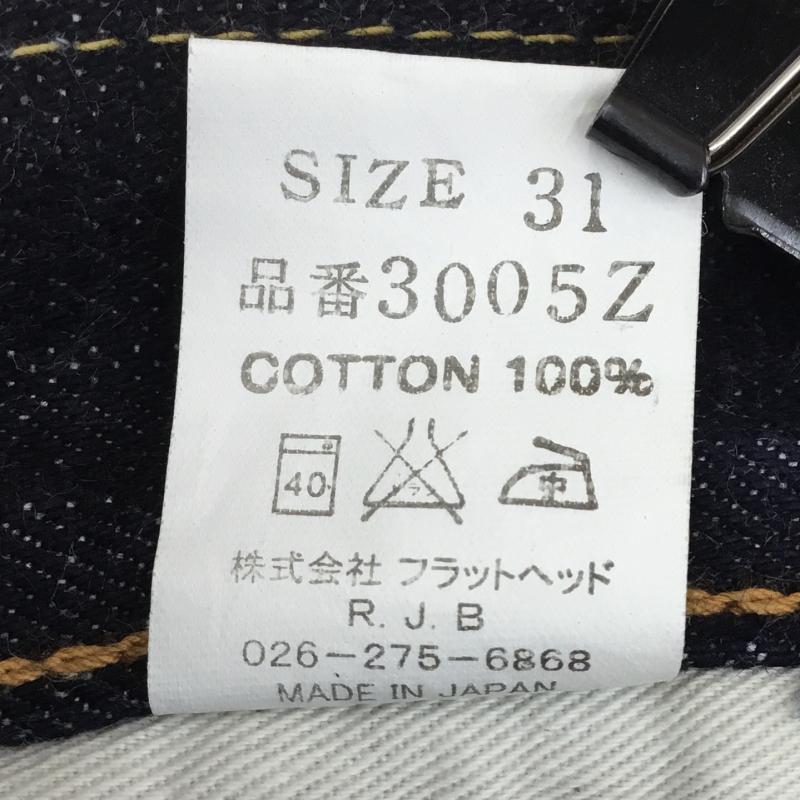 SIZE 31
品番3005Z
COTTON 100%
40 中
株式会社 フラットヘッド
R. J. B
026-275-6868
MADE IN JAPAN